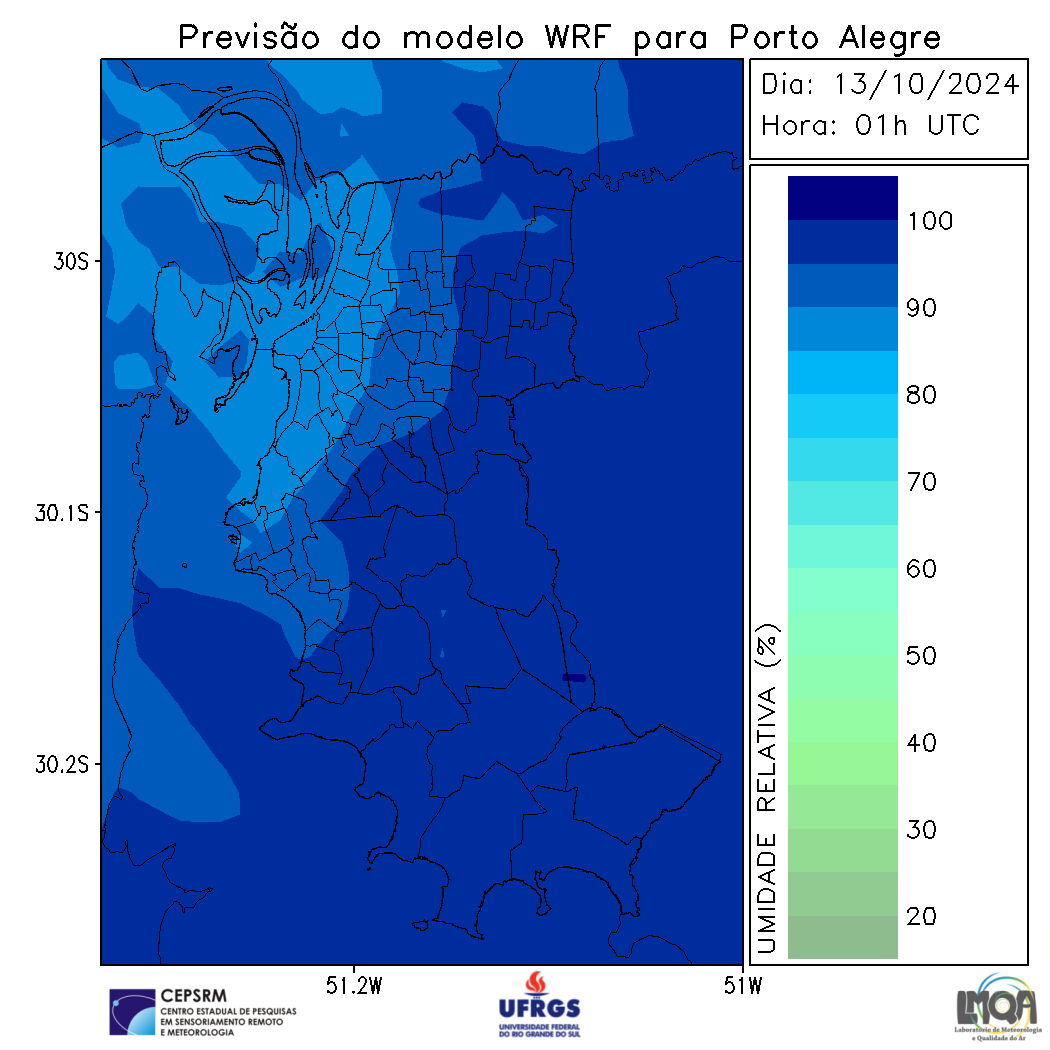 Previsão do modelo WRF para Porto Alegre
Dia: 13/10/2024
Hora: 01h UTC
30S
30.1S
30.2S
51.2W
51W
100
90
80
70
60
50
40
30
20
UMIDADE RELATIVA (%)
CEPSRM
CENTRO ESTADUAL DE PESQUISAS
EM SENSORIAMENTO REMOTO
E METEOROLOGIA
UFRGS
UNIVERSIDADE FEDERAL
DO RIO GRANDE DO SUL
LMQA
Laboratório de Meteorologia
e Qualidade do Ar